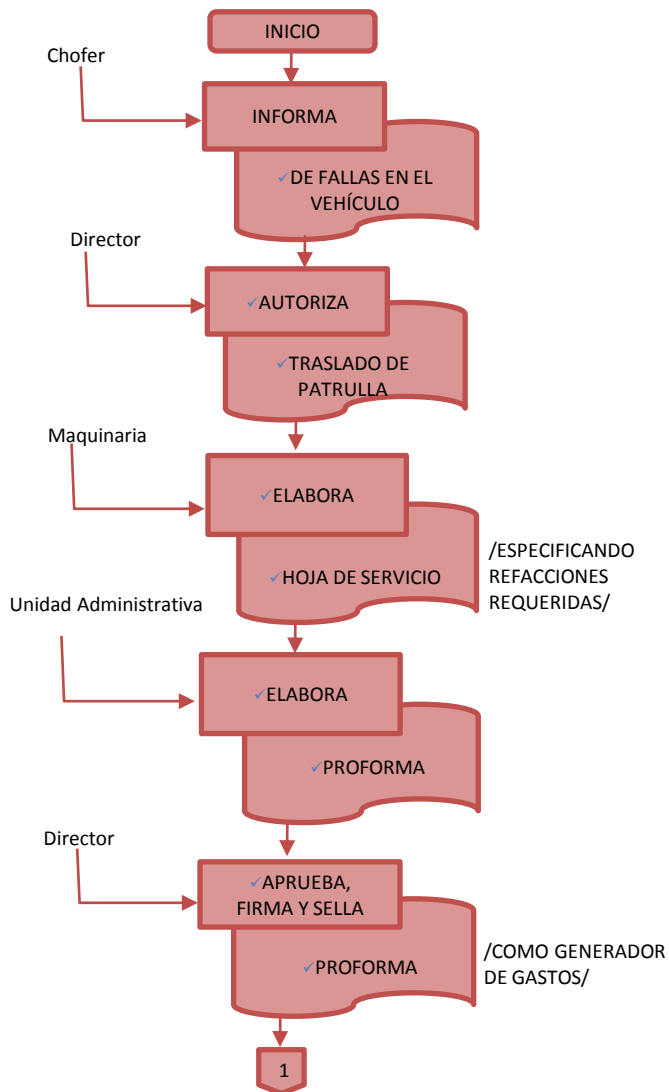 INICIO
Chofer
INFORMA
✓DE FALLAS EN EL
VEHÍCULO
Director
✓AUTORIZA
✓TRASLADO DE
PATRULLA
Maquinaria
✓ELABORA
✓HOJA DE SERVICIO
/ESPECIFICANDO
REFACCIONES
REQUERIDAS/
Unidad Administrativa
✓ELABORA
✓PROFORMA
Director
✓APRUEBA,
FIRMA Y SELLA
✓PROFORMA
/COMO GENERADOR
DE GASTOS/
1